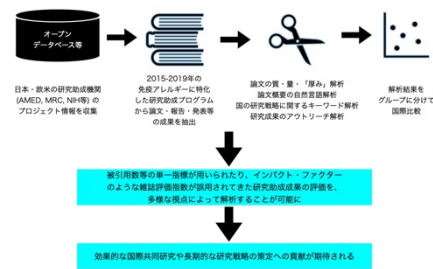 オープン
データベース等
日本・欧米の研究助成機関
(AMED, MRC, NIH等) の
プロジェクト情報を収集
2015-2019年の
免疫アレルギーに特化
した研究助成プログラム
から論文・報告・発表等
の成果を抽出
論文の質・量・「厚み」解析
論文概要の自然言語解析
国の研究戦略に関するキーワード解析
研究成果のアウトリーチ解析
解析結果を
グループに分けて
国際比較
被引用数等の単一指標が用いられたり、インパクト・ファクター
のような雑誌評価指数が誤用されてきた研究助成成果の評価を、
多様な視点によって解析することが可能に
効果的な国際共同研究や長期的な研究戦略の策定への貢献が期待される